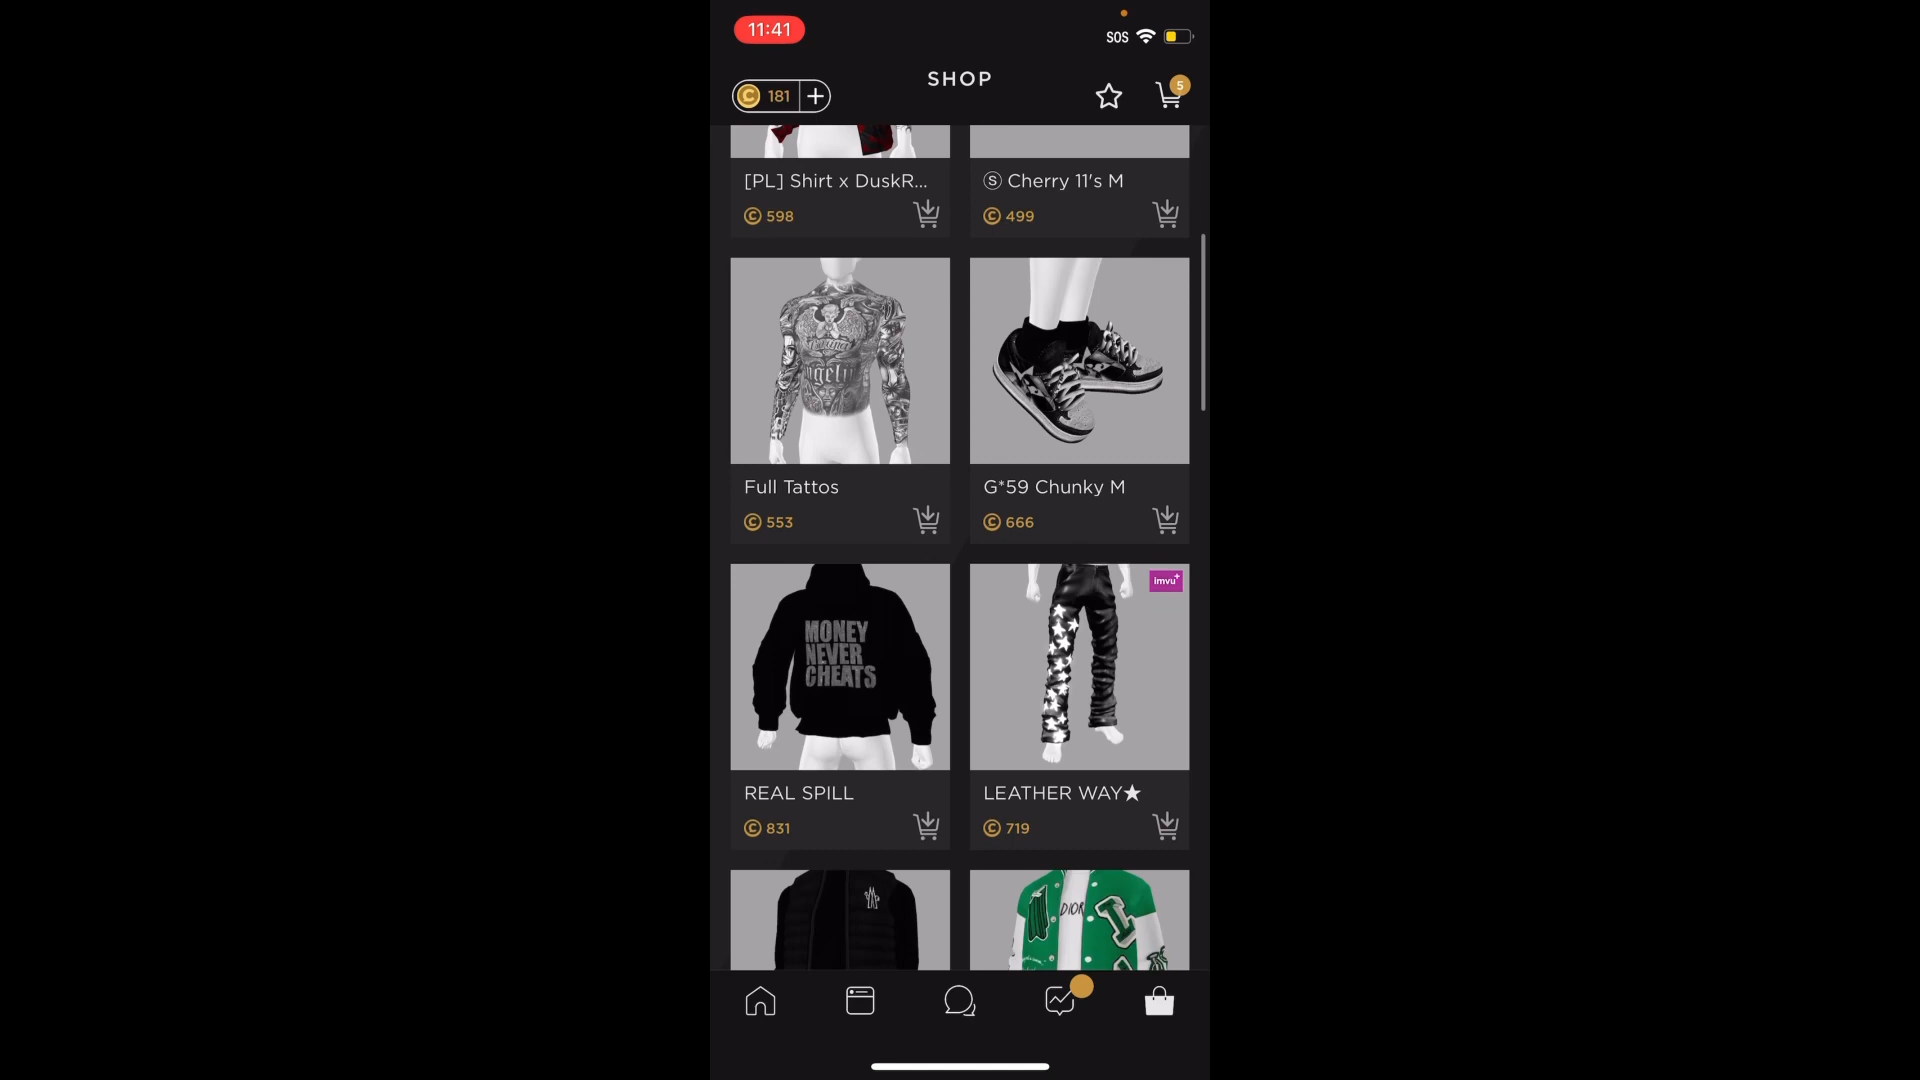 11:41
SOS
SHOP
181
5
[PL] Shirt x DuskR...
Ⓢ Cherry 11's M
598
499
Full Tattos
G*59 Chunky M
553
666
MONEY
NEVER
CHEATS
imvu+
REAL SPILL
LEATHER WAY★
831
719
DIOR
L